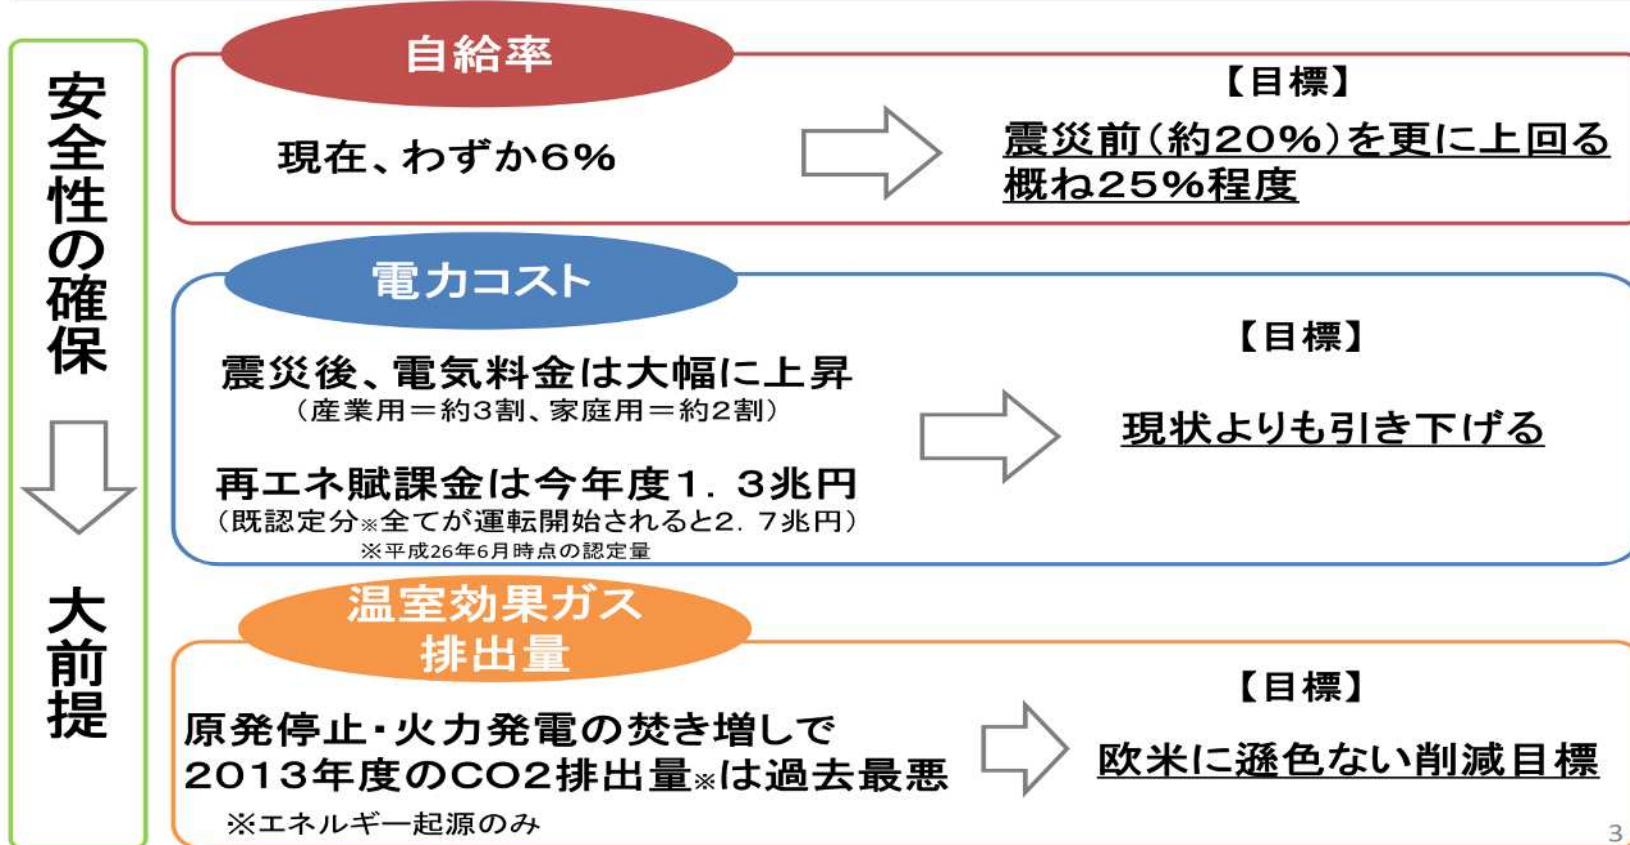 安全性の確保
大前提
自給率
現在、わずか6%
【目標】
震災前(約20%)を更に上回る
概ね25%程度
電力コスト
震災後、電気料金は大幅に上昇
(産業用=約3割、家庭用=約2割)
再エネ賦課金は今年度1.3兆円
(既認定分※全てが運転開始されると2.7兆円)
※平成26年6月時点の認定量
【目標】
現状よりも引き下げる
温室効果ガス
排出量
原発停止・火力発電の焚き増しで
2013年度のCO2排出量※は過去最悪
※エネルギー起源のみ
【目標】
欧米に遜色ない削減目標
3